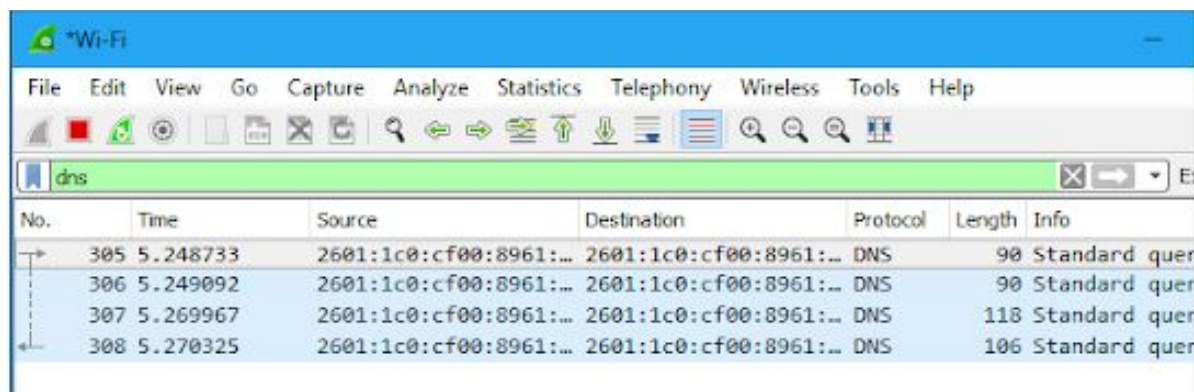 *Wi-Fi
File Edit View Go Capture Analyze Statistics Telephony Wireless Tools Help
dns
No. Time Source Destination Protocol Length Info
305 5.248733 2601:1c0:cf00:8961:… 2601:1c0:cf00:8961:… DNS 90 Standard quer
306 5.249092 2601:1c0:cf00:8961:… 2601:1c0:cf00:8961:… DNS 90 Standard quer
307 5.269967 2601:1c0:cf00:8961:… 2601:1c0:cf00:8961:… DNS 118 Standard quer
308 5.270325 2601:1c0:cf00:8961:… 2601:1c0:cf00:8961:… DNS 106 Standard quer